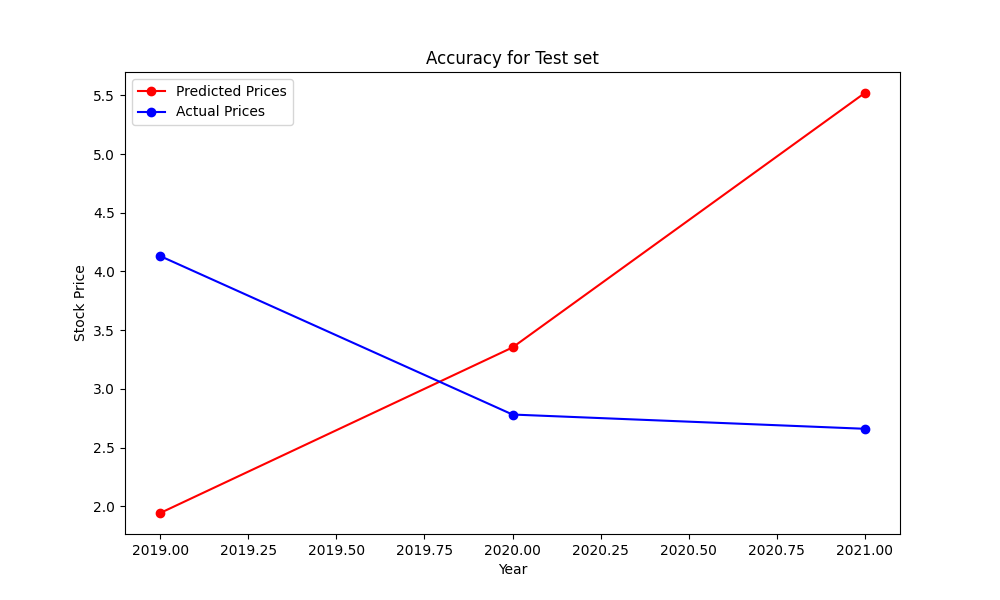 Accuracy for Test set
Predicted Prices
Actual Prices
5.5
5.0
4.5
4.0
3.5
3.0
2.5
2.0
Stock Price
2019.00 2019.25 2019.50 2019.75 2020.00 2020.25 2020.50 2020.75 2021.00
Year